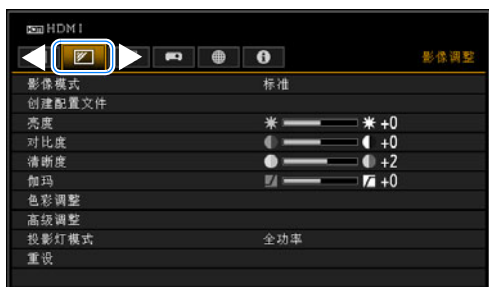 HDMI HDMI
影像调整
影像模式 标准
创建配置文件
亮度 +0
对比度 +0
清晰度 +2
伽玛 +0
色彩调整
高级调整
投影灯模式 全功率
重设